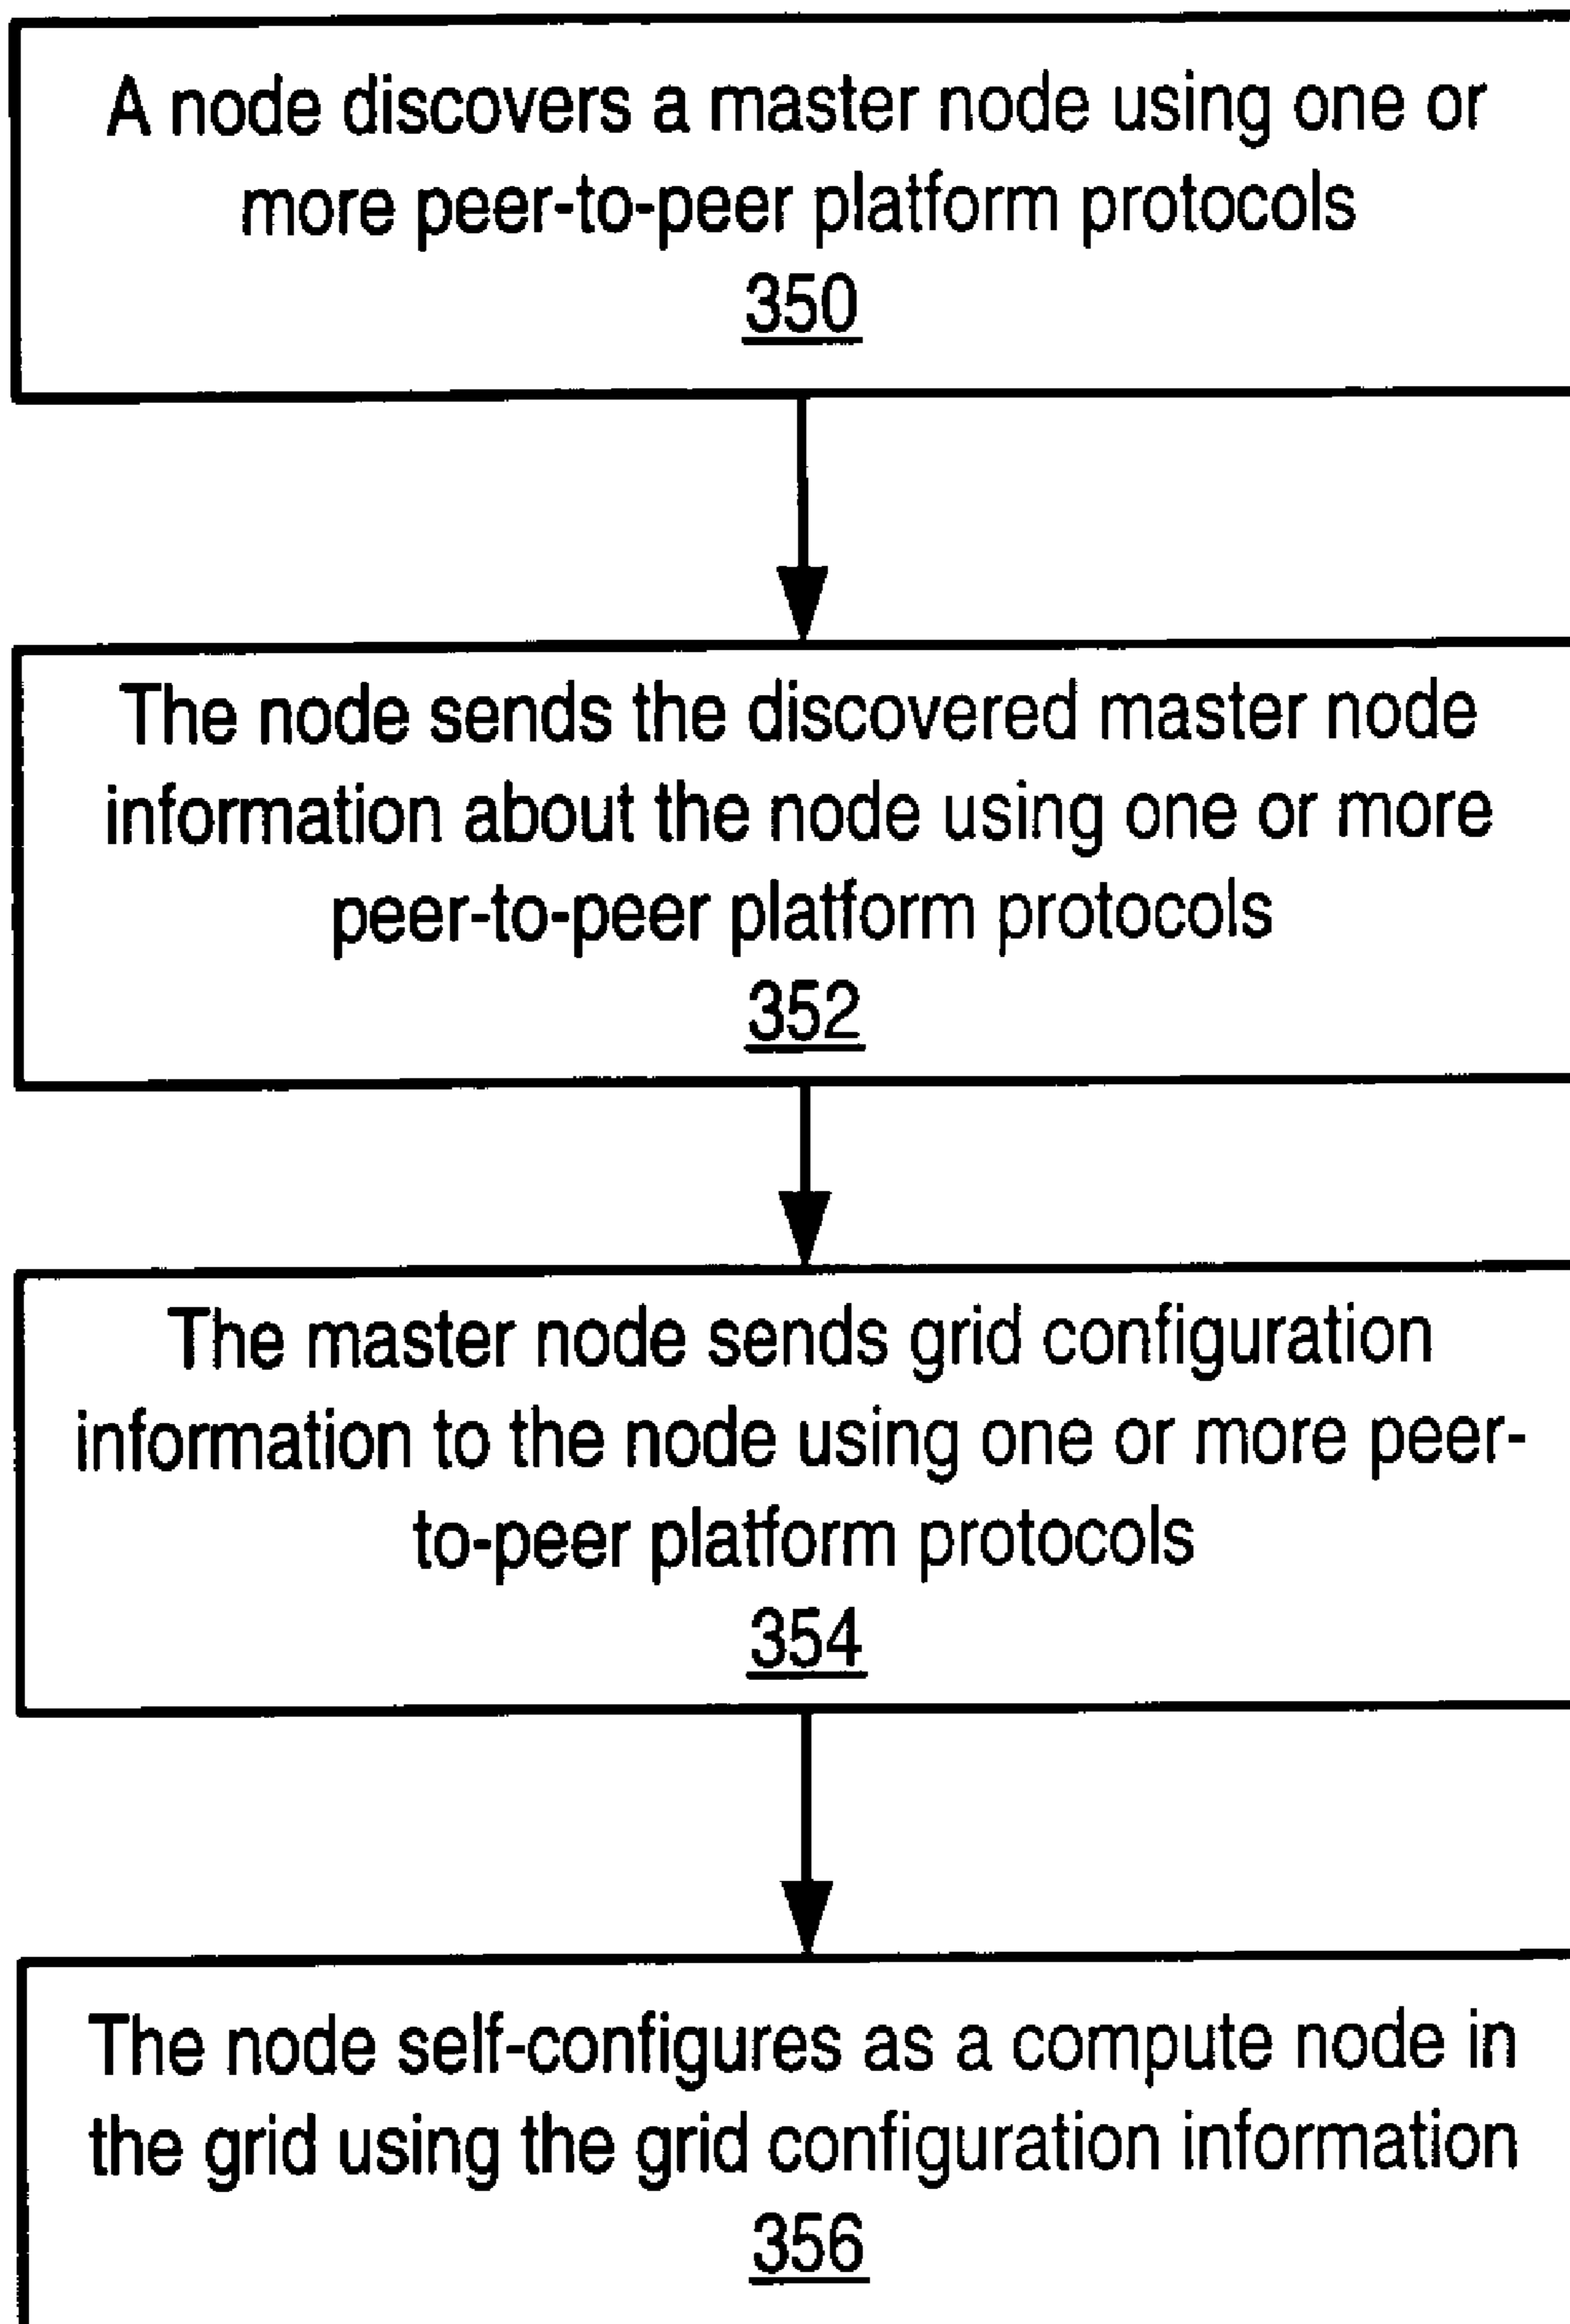 A node discovers a master node using one or
more peer-to-peer platform protocols
350
The node sends the discovered master node
information about the node using one or more
peer-to-peer platform protocols
352
The master node sends grid configuration
information to the node using one or more peer-
to-peer platform protocols
354
The node self-configures as a compute node in
the grid using the grid configuration information
356